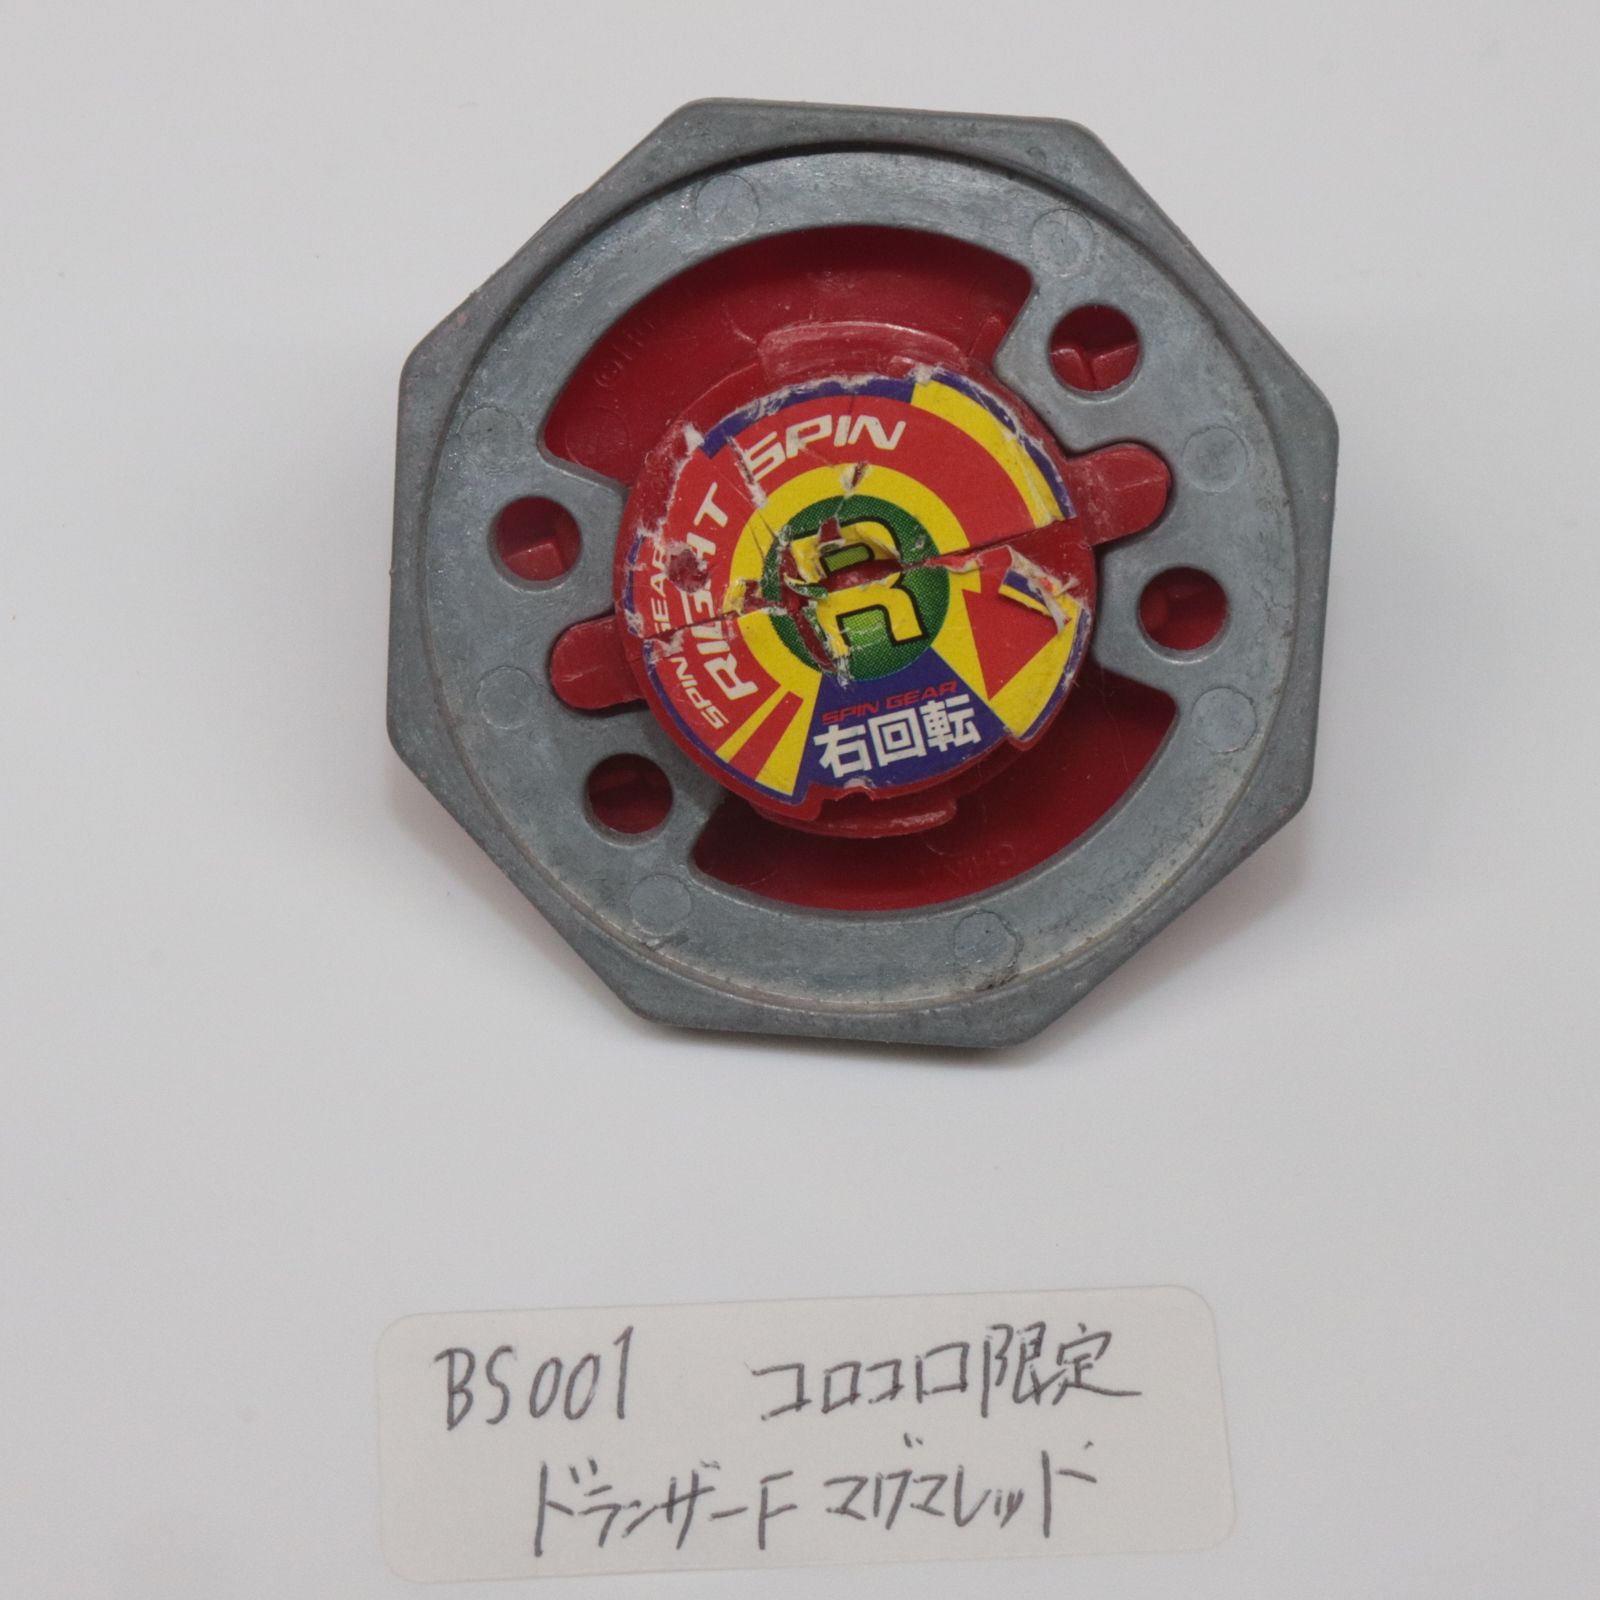 SPIN GEAR
RIGHT SPIN
R
SPIN GEAR
右回転
BS001 コロコロ限定
ドランザーF マグマレッド